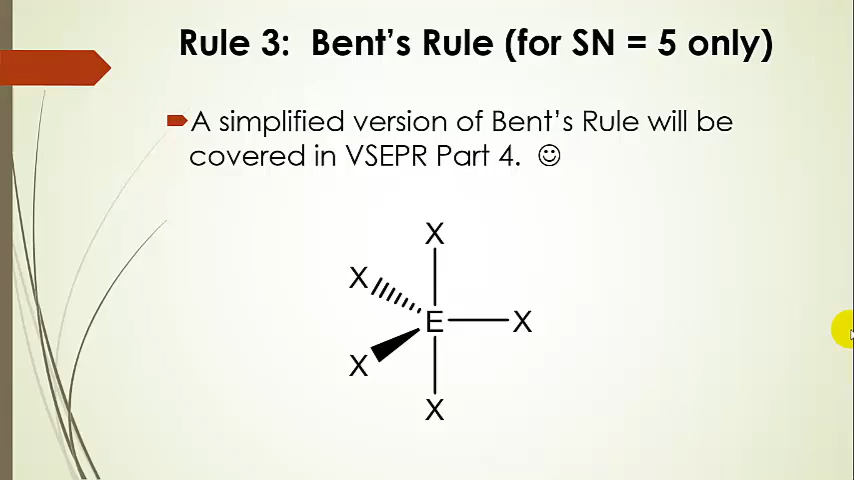 Rule 3: Bent's Rule (for SN = 5 only)
A simplified version of Bent's Rule will be
covered in VSEPR Part 4. ☺
X
X
E X
X
X